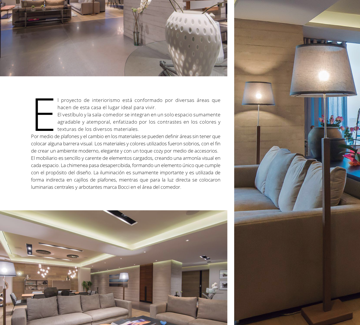 El proyecto de interiorismo está conformado por diversas áreas que
hacen de esta casa el lugar ideal para vivir.
El vestíbulo y la sala-comedor se integran en un solo espacio sumamente
agradable y atemporal, enfatizado por los contrastes en los colores y
texturas de los diversos materiales.
Por medio de plafones y el cambio en los materiales se pueden definir áreas sin tener que
colocar alguna barrera visual. Los materiales y colores utilizados fueron sobrios, con el fin
de crear un ambiente moderno, elegante y con un toque cozy por medio de accesorios.
El mobiliario es sencillo y carente de elementos cargados, creando una armonía visual en
cada espacio. La chimenea pasa desapercibida, formando un elemento único que cumple
con el propósito del diseño. La iluminación es sumamente importante y es utilizada de
forma indirecta en cajillos de plafones, mientras que para la luz directa se colocaron
luminarias centrales y arbotantes marca Bocci en el área del comedor.